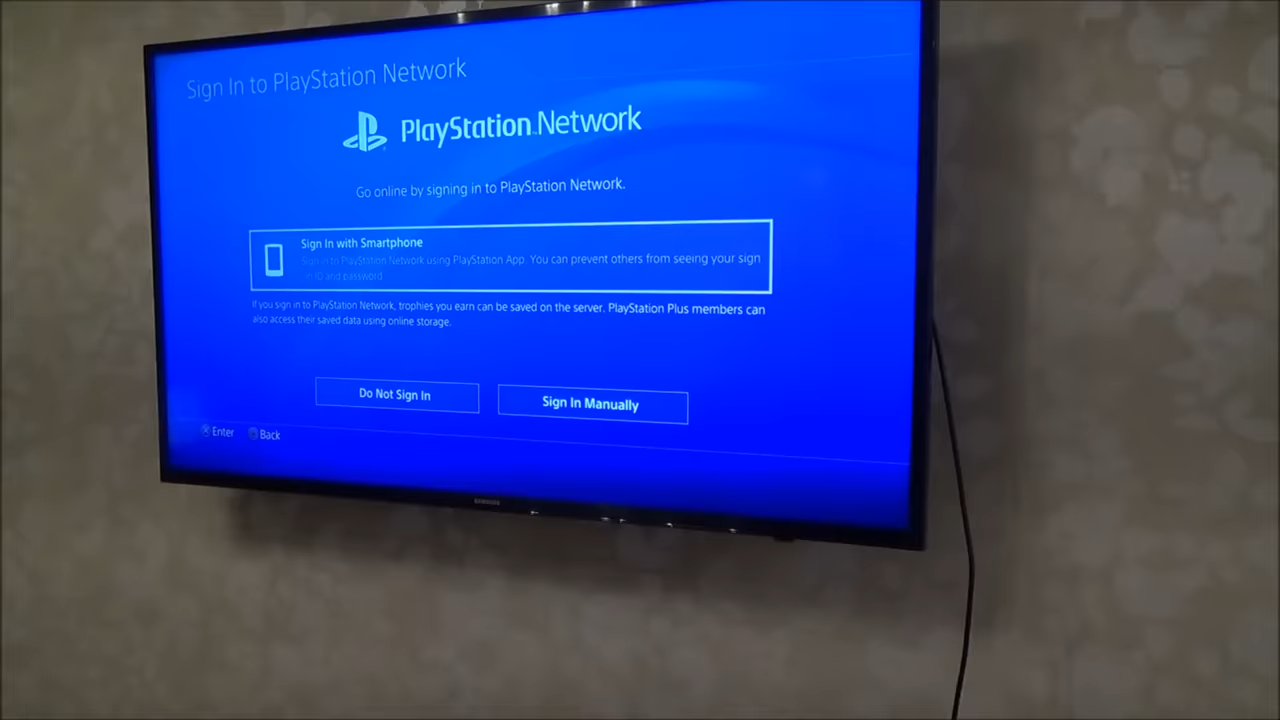 Sign In to PlayStation Network
PlayStation™Network
Go online by signing in to PlayStation Network.
Sign In with Smartphone
Sign in to PlayStation Network using PlayStation App. You can prevent others from seeing your sign
-in ID and password.
If you sign in to PlayStation Network, trophies you earn can be saved on the server. PlayStation Plus members can
also access their saved data using online storage.
Do Not Sign In
Sign In Manually
Enter
Back
SAMSUNG